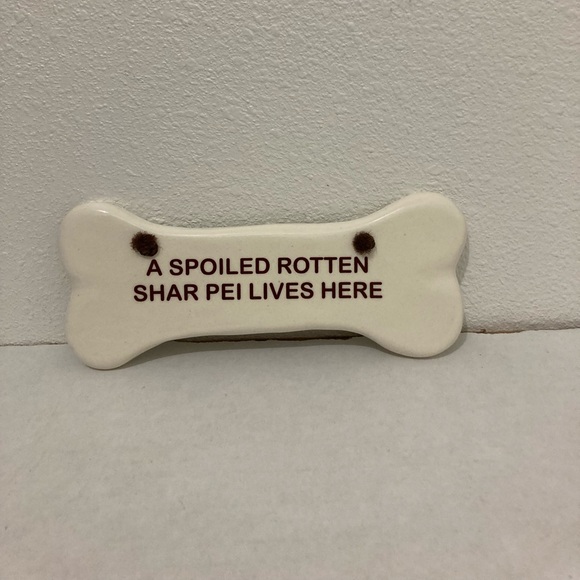 A SPOILED ROTTEN
SHAR PEI LIVES HERE